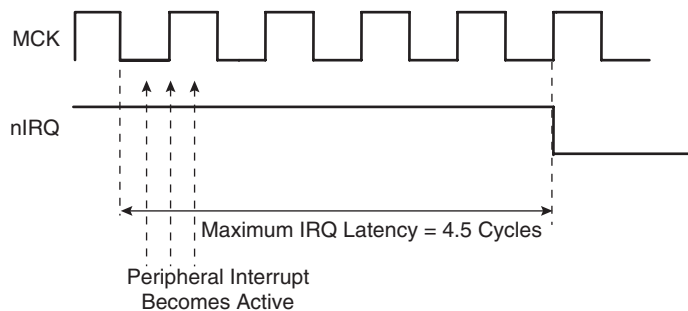 MCK
nIRQ
Maximum IRQ Latency = 4.5 Cycles
Peripheral Interrupt
Becomes Active